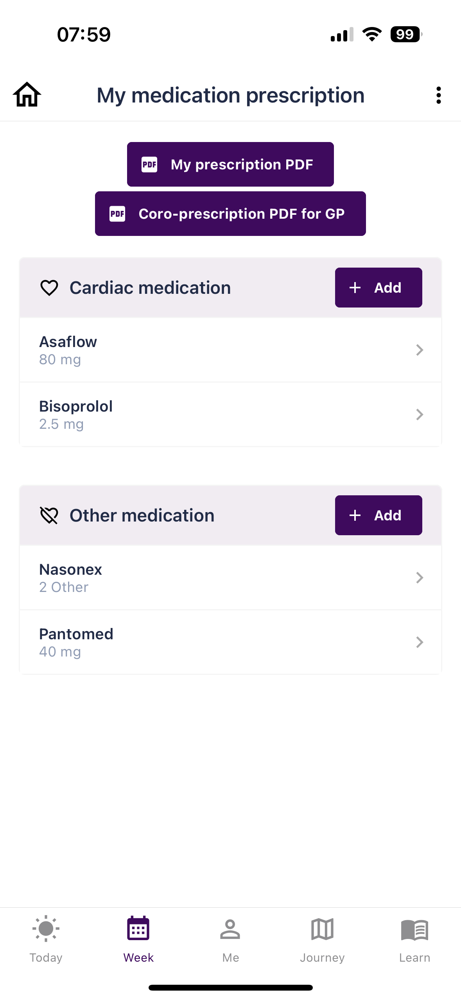 07:59
99
My medication prescription
PDF My prescription PDF
PDF Coro-prescription PDF for GP
Cardiac medication
+ Add
Asaflow
80 mg
Bisoprolol
2.5 mg
Other medication
+ Add
Nasonex
2 Other
Pantomed
40 mg
Today
Week
Me
Journey
Learn